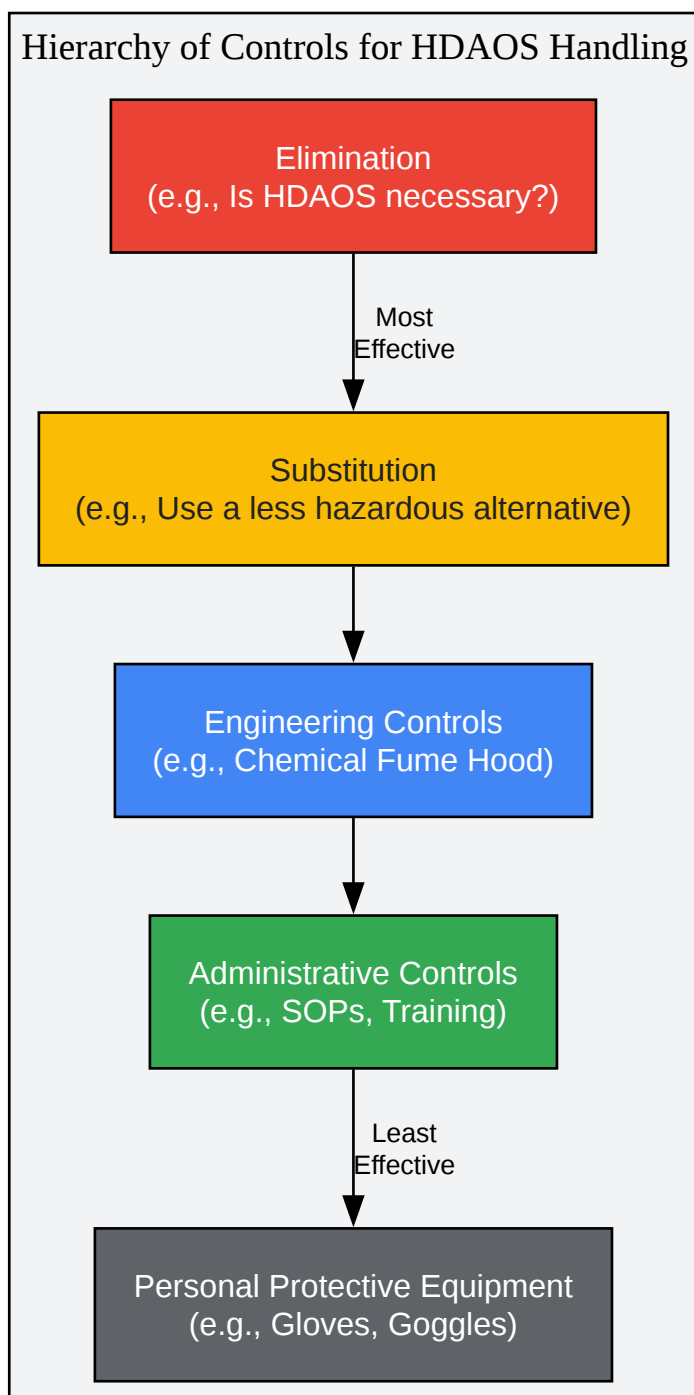 Hierarchy of Controls for HDAOS Handling
Elimination
(e.g., Is HDAOS necessary?)
Most
Effective
Substitution
(e.g., Use a less hazardous alternative)
Engineering Controls
(e.g., Chemical Fume Hood)
Administrative Controls
(e.g., SOPs, Training)
Least
Effective
Personal Protective Equipment
(e.g., Gloves, Goggles)